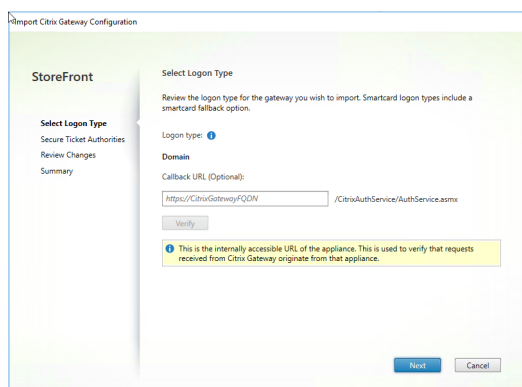 Import Citrix Gateway Configuration
StoreFront
Select Logon Type
Secure Ticket Authorities
Review Changes
Summary
Select Logon Type
Review the logon type for the gateway you wish to import. Smartcard logon types include a
smartcard fallback option.
Logon type:
Domain
Callback URL (Optional):
https://CitrixGatewayFQDN /CitrixAuthService/AuthService.asmx
Verify
This is the internally accessible URL of the appliance. This is used to verify that requests
received from Citrix Gateway originate from that appliance.
Next Cancel